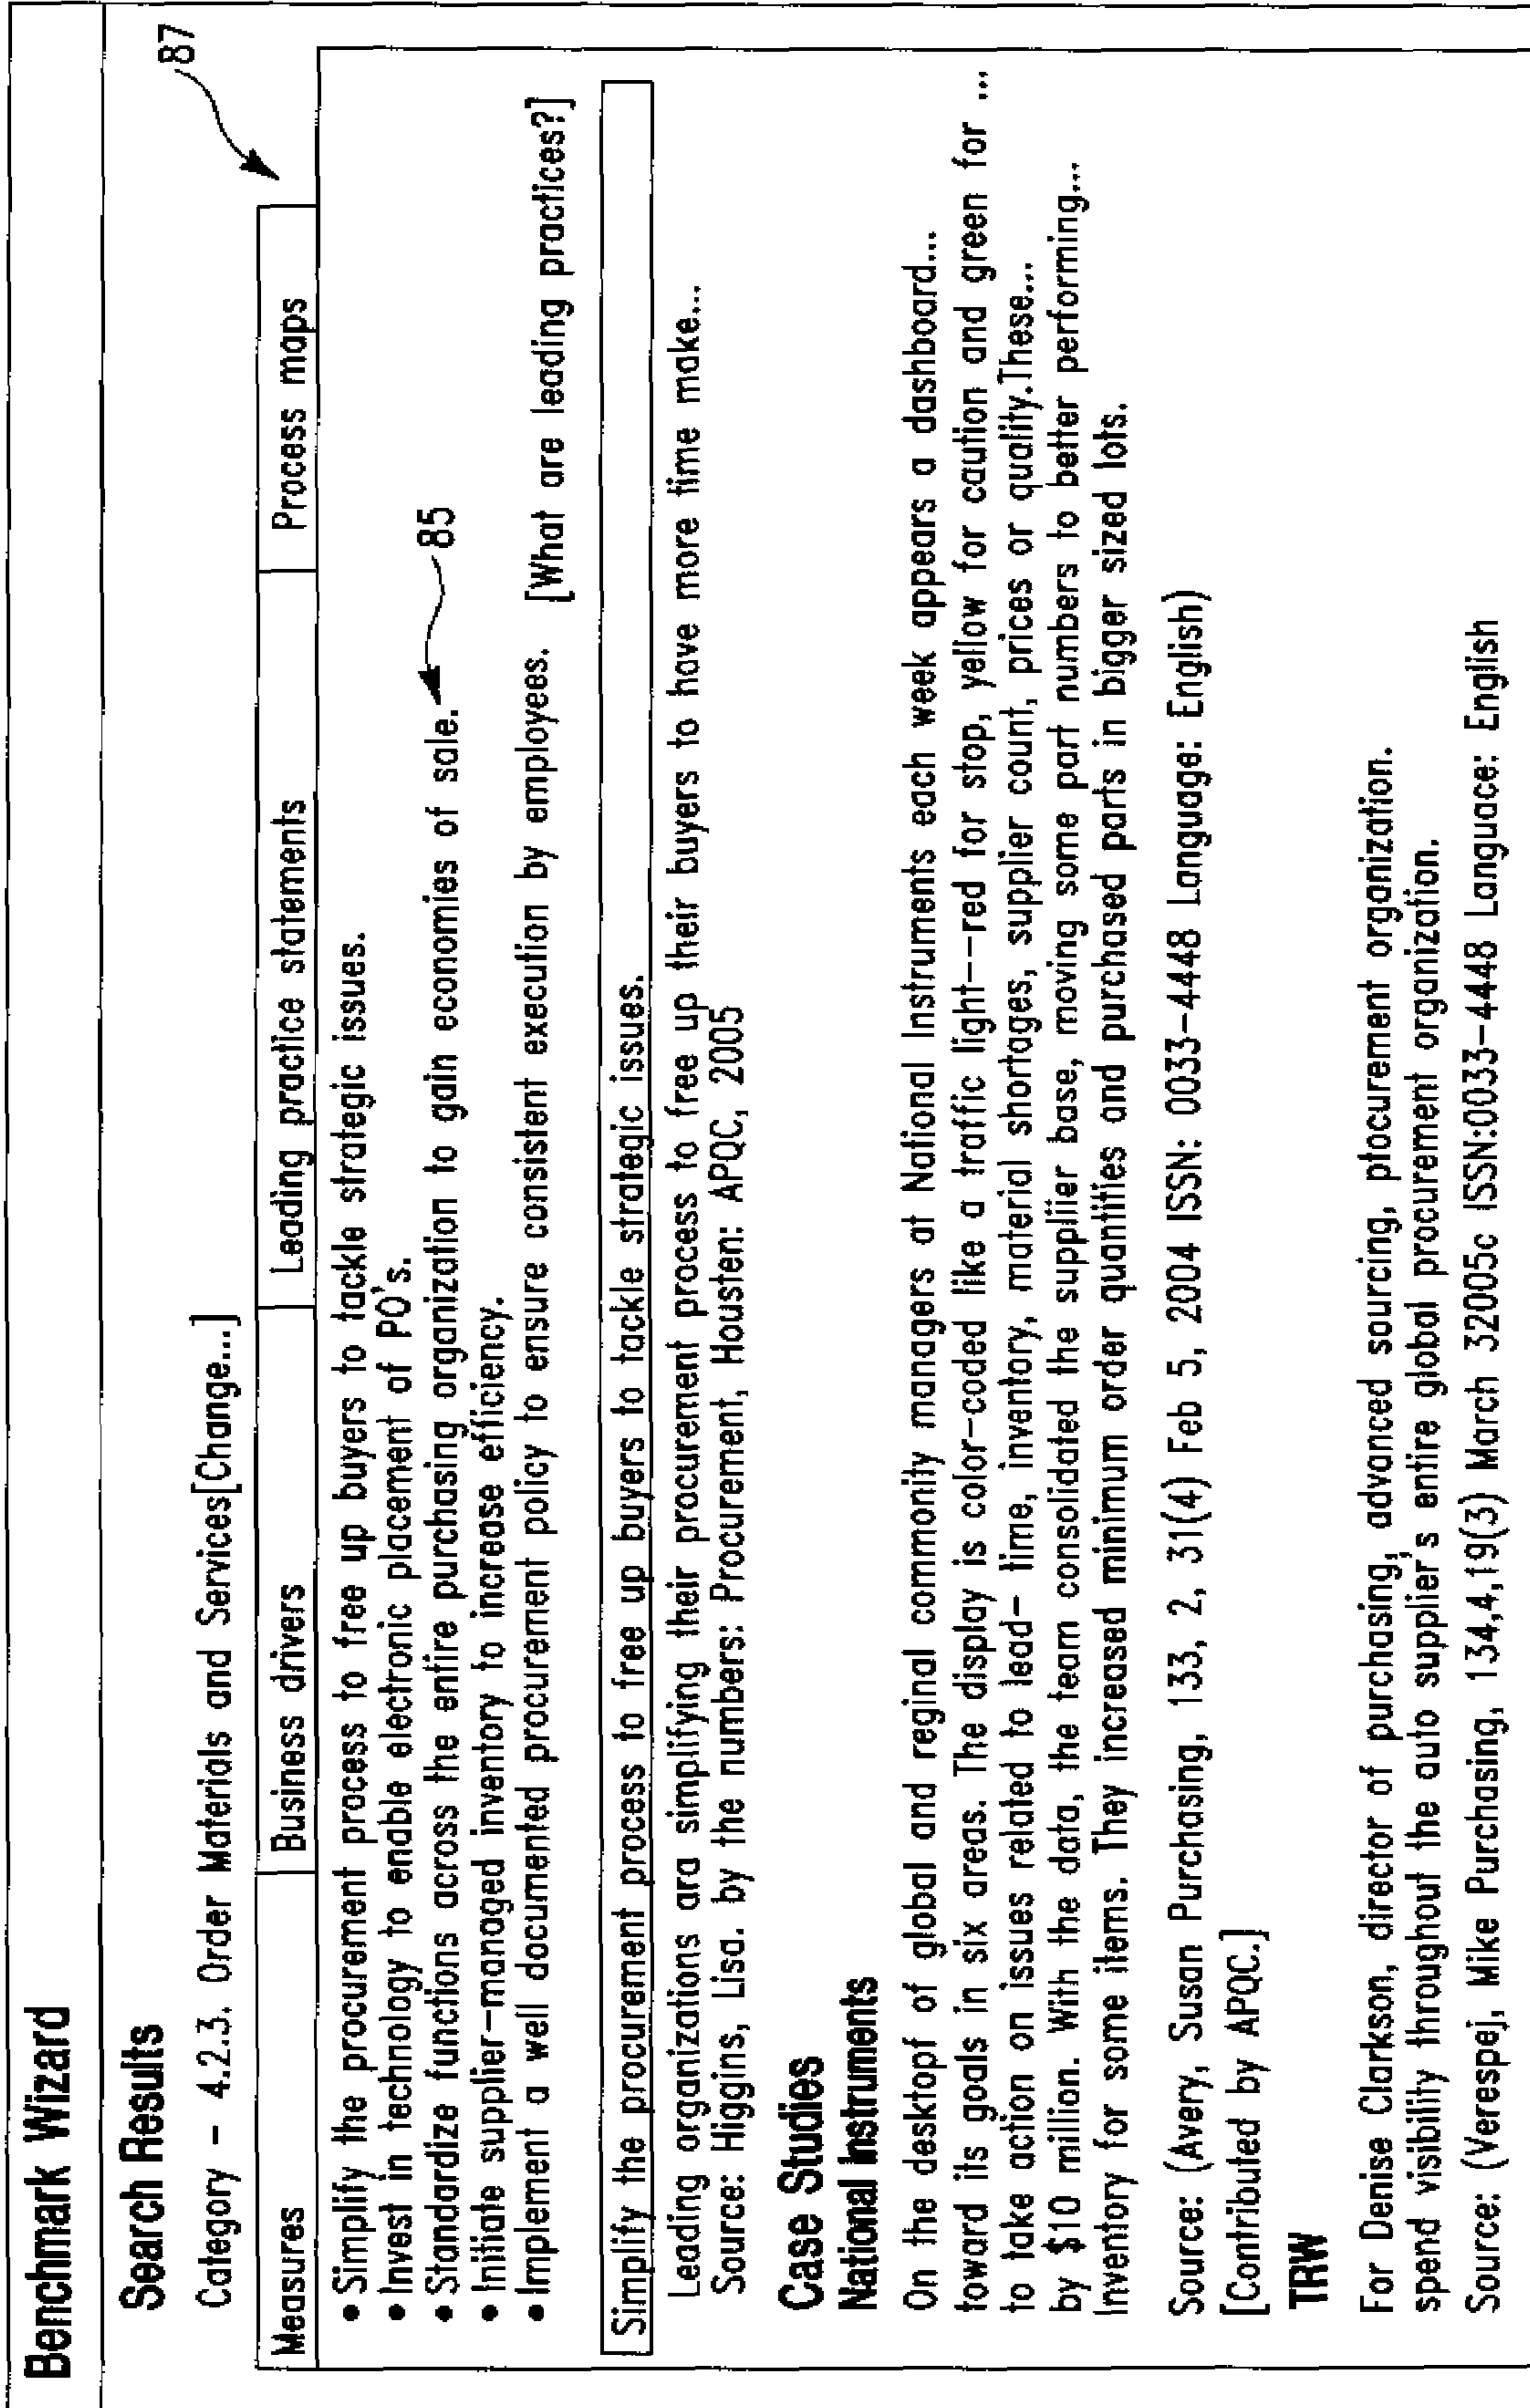 Benchmark Wizard
Search Results
Category - 4.2.3. Order Materials and Services[Change...]
87
Measures Business drivers Leading practice statements Process maps
• Simplify the procurement process to free up buyers to tackle strategic issues.
• Invest in technology to enable electronic placement of PO's.
• Standardize functions across the entire purchasing organization to gain economies of sale. 85
• Initiate supplier-managed inventory to increase efficiency.
• Implement a well documented procurement policy to ensure consistent execution by employees. [What are leading practices?]
Simplify the procurement process to free up buyers to tackle strategic issues.
Leading organizations ara simplifying their procurement process to free up their buyers to have more time make...
Source: Higgins, Lisa. by the numbers: Procurement, Housten: APQC, 2005
Case Studies
National Instruments
On the desktopf of global and reginal commonity managers at National Instruments each week appears a dashboard...
toward its goals in six areas. The display is color-coded like a traffic light--red for stop, yellow for caution and green for ...
to take action on issues related to lead- time, inventory, material shortages, supplier count, prices or quality.These...
by $10 million. With the data, the team consolidated the suppliier base, moving some part numbers to better performing...
Inventory for some items. They increased minimum order quantities and purchased parts in bigger sized lots.
Source: (Avery, Susan Purchasing, 133, 2, 31(4) Feb 5, 2004 ISSN: 0033-4448 Language: English)
[Contributed by APQC.]
TRW
For Denise Clarkson, director of purchasing, advanced sourcing, ptocurement organization.
spend visibility throughout the auto supplier's entire global procurement organization.
Source: (Verespej, Mike Purchasing, 134,4,19(3) March 32005c ISSN:0033-4448 Languace: English